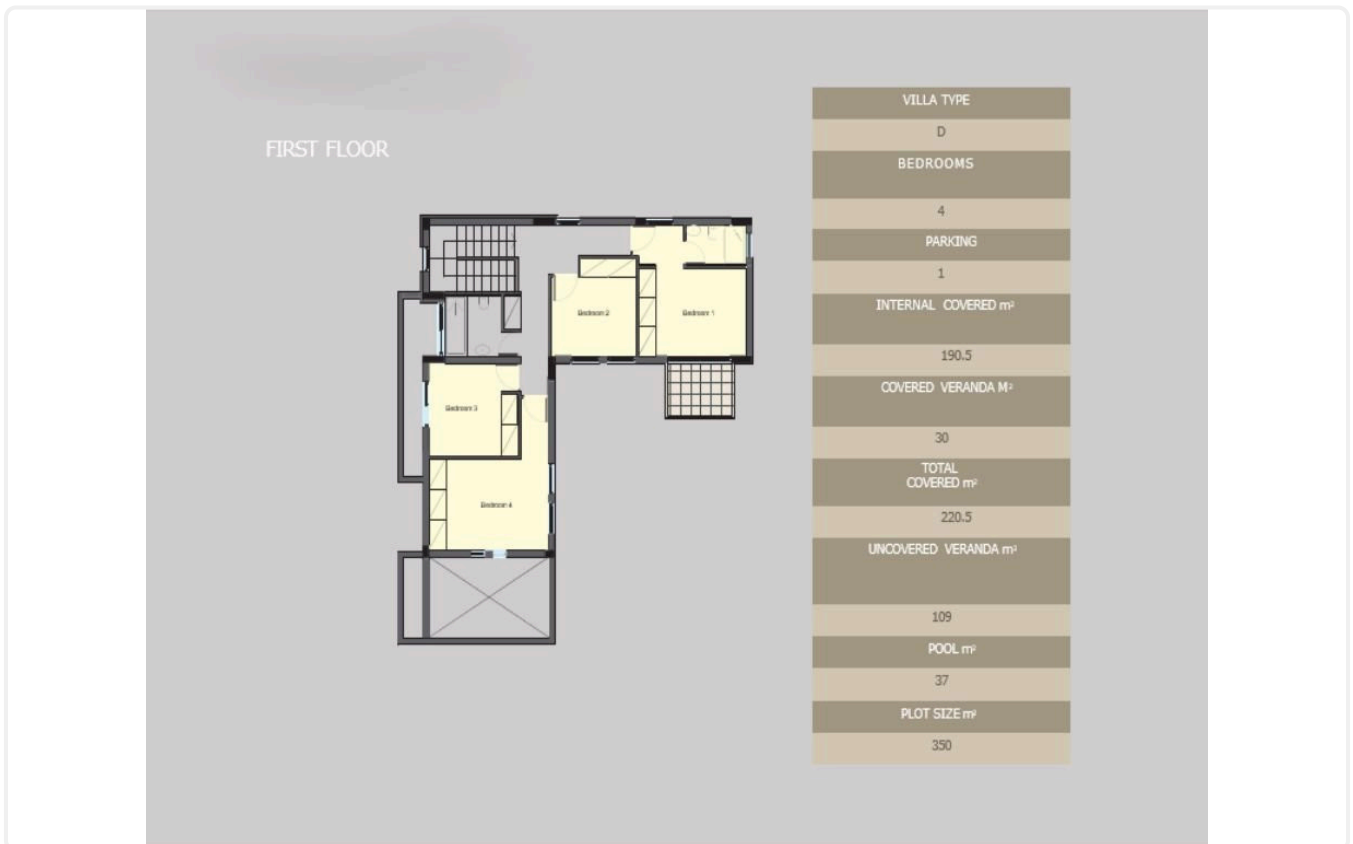 FIRST FLOOR
Bedroom 2
Bedroom 1
Bedroom 3
Bedroom 4
VILLA TYPE
D
BEDROOMS
4
PARKING
1
INTERNAL COVERED m²
190.5
COVERED VERANDA M²
30
TOTAL
COVERED m²
220.5
UNCOVERED VERANDA m²
109
POOL m²
37
PLOT SIZE m²
350